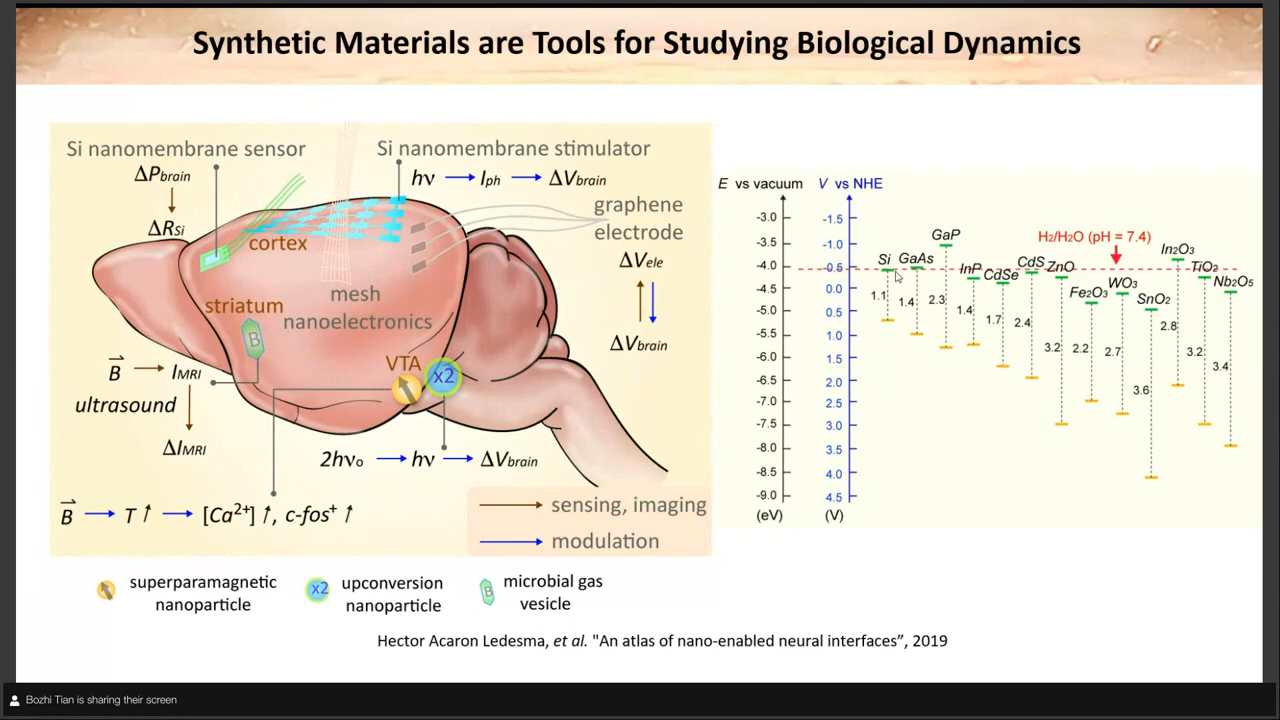 Synthetic Materials are Tools for Studying Biological Dynamics
Si nanomembrane sensor
ΔPbrain
ΔRSi
Si nanomembrane stimulator
hν Iph ΔVbrain
graphene
electrode
ΔVele
ΔVbrain
cortex
striatum
mesh
nanoelectronics
B
VTA
x2
B IMRI
ultrasound
ΔIMRI
2hν₀ hν ΔVbrain
B T [Ca²⁺] , c-fos⁺
sensing, imaging
modulation
superparamagnetic
nanoparticle
x2
upconversion
nanoparticle
B
microbial gas
vesicle
E vs vacuum
V vs NHE
-3.0
-3.5
-4.0
-4.5
-5.0
-5.5
-6.0
-6.5
-7.0
-7.5
-8.0
-8.5
-9.0
(eV)
-1.5
-1.0
-0.5
0.0
0.5
1.0
1.5
2.0
2.5
3.0
3.5
4.0
4.5
(V)
H₂/H₂O (pH = 7.4)
Si
1.1
GaAs
1.4
GaP
2.3
InP
1.4
CdSe
1.7
CdS
2.4
ZnO
3.2
Fe₂O₃
2.2
WO₃
2.7
SnO₂
3.6
In₂O₃
2.8
TiO₂
3.2
Nb₂O₅
3.4
Hector Acaron Ledesma, et al. "An atlas of nano-enabled neural interfaces”, 2019
Bozhi Tian is sharing their screen